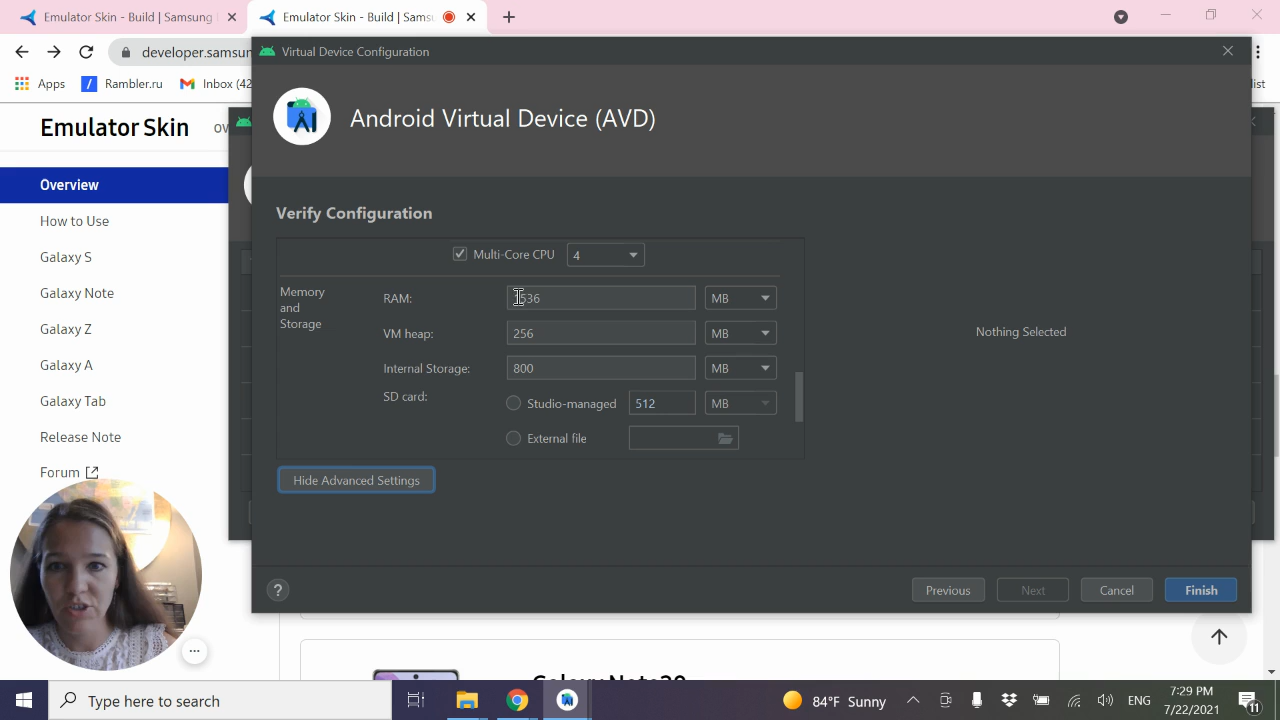 Emulator Skin - Build | Samsung
Emulator Skin - Build | Sams
developer.samsun
Apps
Rambler.ru
Inbox (42
list
Virtual Device Configuration
Android Virtual Device (AVD)
Emulator Skin
Overview
How to Use
Galaxy S
Galaxy Note
Galaxy Z
Galaxy A
Galaxy Tab
Release Note
Forum
Verify Configuration
Multi-Core CPU 4
Memory
and
Storage
RAM: 1536 MB
VM heap: 256 MB
Internal Storage: 800 MB
SD card:
Studio-managed 512 MB
External file
Nothing Selected
Hide Advanced Settings
?
Previous
Next
Cancel
Finish
Type here to search
84°F Sunny
ENG
7:29 PM
7/22/2021
11